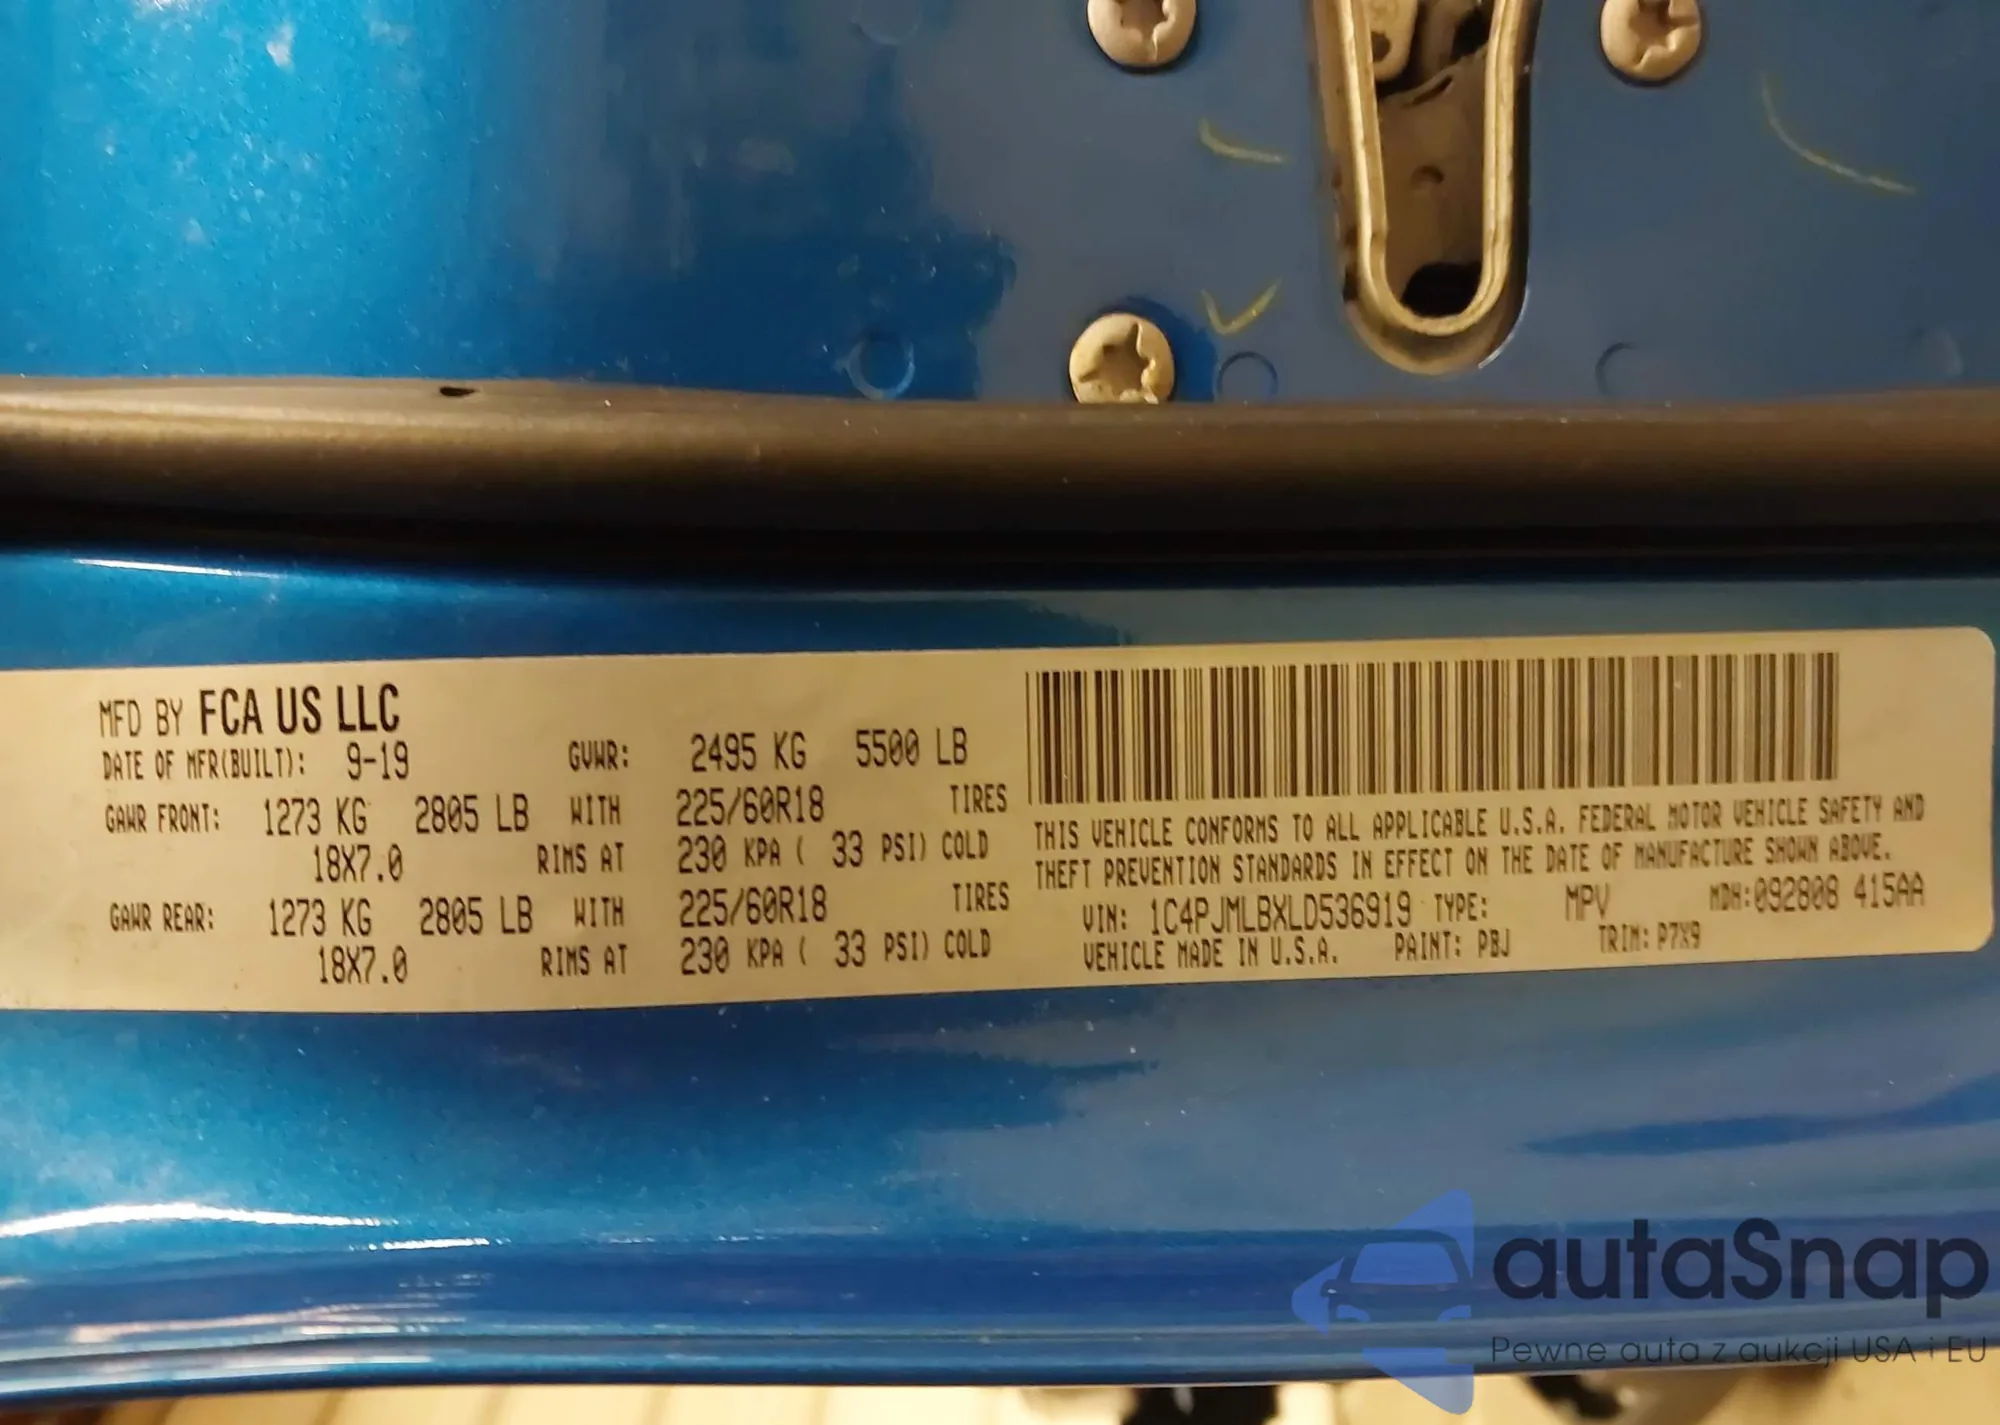 MFD BY FCA US LLC
DATE OF MFR(BUILT): 9-19 GVWR: 2495 KG 5500 LB
GAWR FRONT: 1273 KG 2805 LB WITH 225/60R18 TIRES
18X7.0 RIMS AT 230 KPA ( 33 PSI) COLD
GAWR REAR: 1273 KG 2805 LB WITH 225/60R18 TIRES
18X7.0 RIMS AT 230 KPA ( 33 PSI) COLD
THIS VEHICLE CONFORMS TO ALL APPLICABLE U.S.A. FEDERAL MOTOR VEHICLE SAFETY AND
THEFT PREVENTION STANDARDS IN EFFECT ON THE DATE OF MANUFACTURE SHOWN ABOVE.
VIN: 1C4PJMLBXLD536919 TYPE: MPV MDH:092808 415AA
VEHICLE MADE IN U.S.A. PAINT: PBJ TRIM: P7X9
autaSnap
Pewne auta z aukcji USA i EU